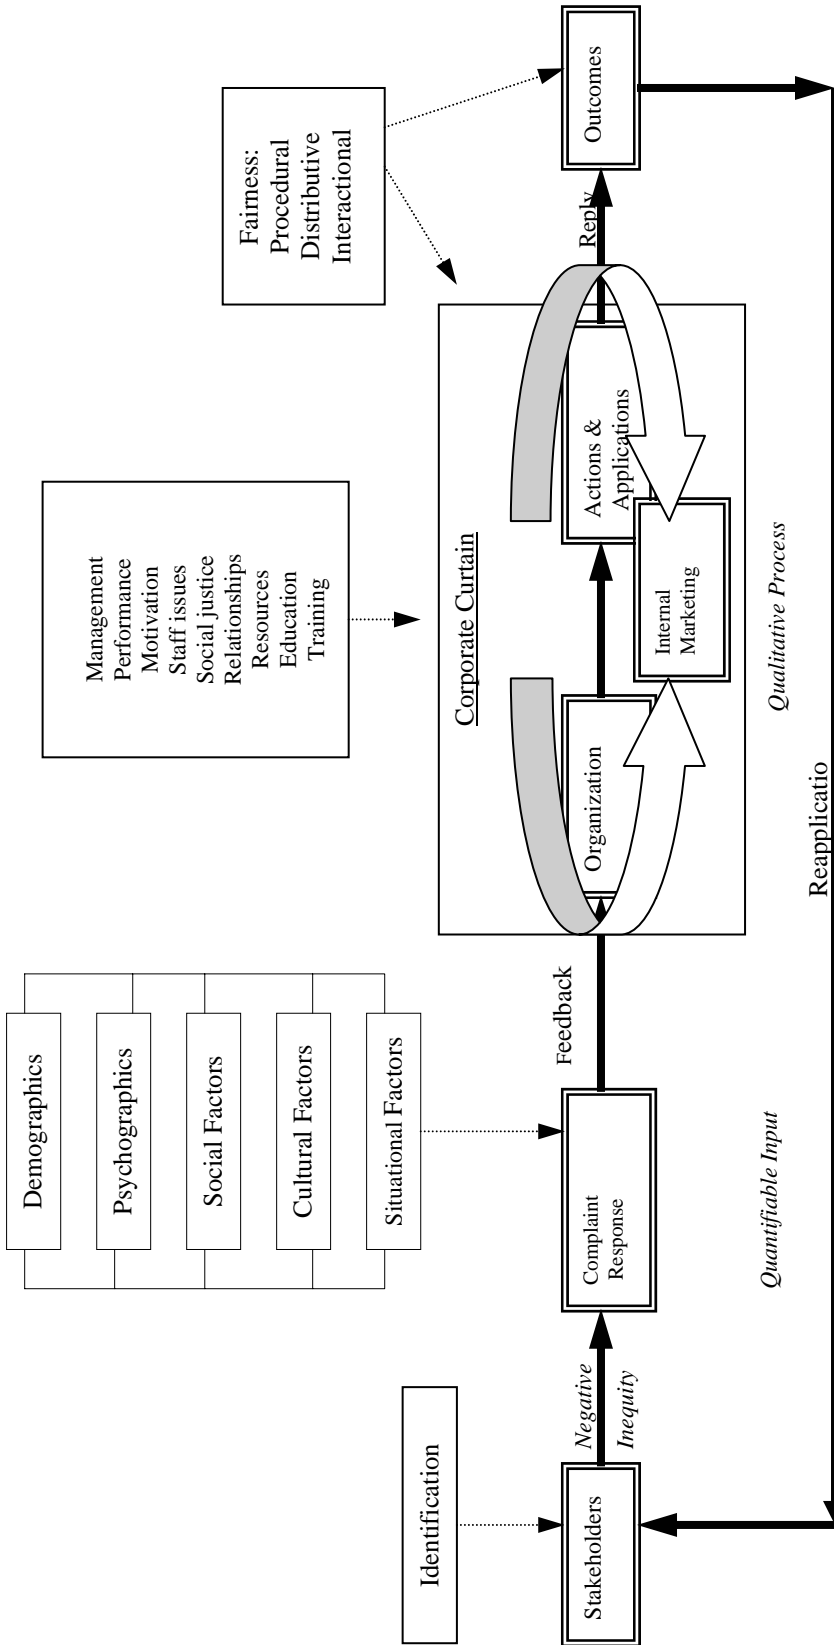 Identification
Stakeholders
Negative
Inequity
Demographics
Psychographics
Social Factors
Cultural Factors
Situational Factors
Complaint
Response
Feedback
Quantifiable Input
Management
Performance
Motivation
Staff issues
Social justice
Relationships
Resources
Education
Training
Corporate Curtain
Organization
Actions &
Applications
Internal
Marketing
Qualitative Process
Fairness:
Procedural
Distributive
Interactional
Reply
Outcomes
Reapplicatio